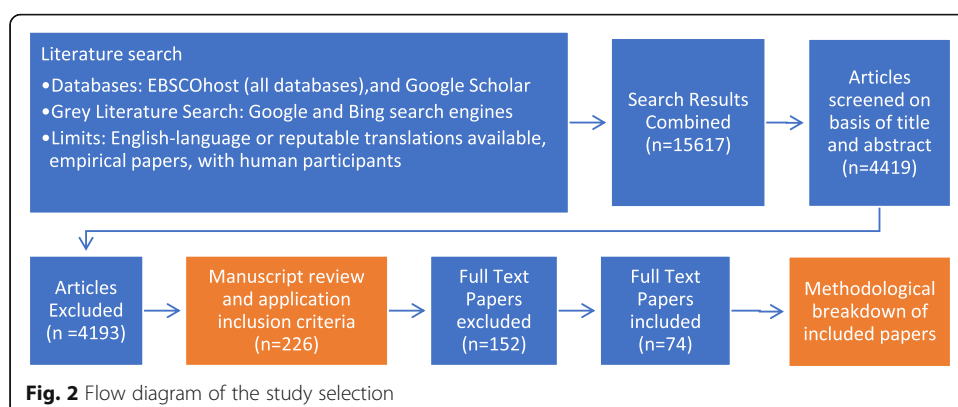 Literature search
•Databases: EBSCOhost (all databases),and Google Scholar
•Grey Literature Search: Google and Bing search engines
•Limits: English-language or reputable translations available,
empirical papers, with human participants
Search Results
Combined
(n=15617)
Articles
screened on
basis of title
and abstract
(n=4419)
Articles
Excluded
(n =4193)
Manuscript review
and application
inclusion criteria
(n=226)
Full Text
Papers
excluded
(n=152)
Full Text
Papers
included
(n=74)
Methodological
breakdown of
included papers
Fig. 2 Flow diagram of the study selection